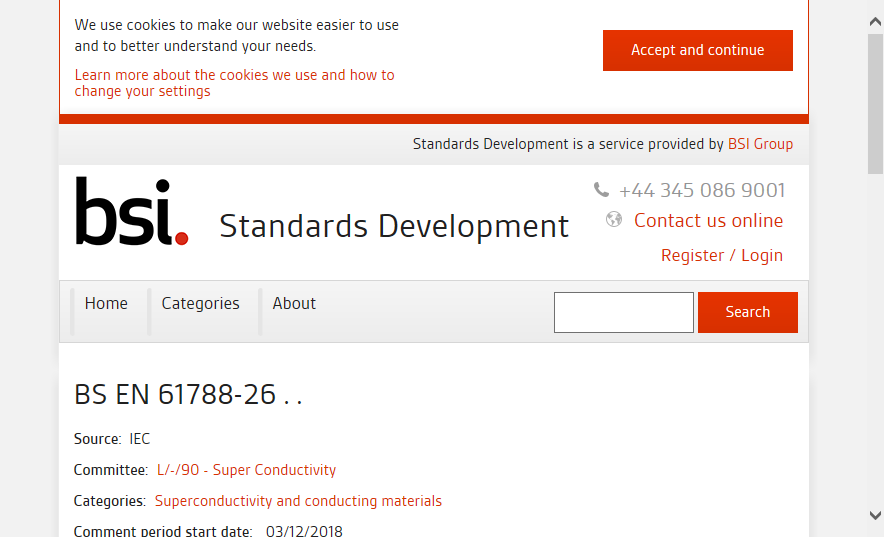 We use cookies to make our website easier to use
and to better understand your needs.
Learn more about the cookies we use and how to
change your settings
Accept and continue
Standards Development is a service provided by BSI Group
bsi.
Standards Development
+44 345 086 9001
Contact us online
Register / Login
Home
Categories
About
Search
BS EN 61788-26 . .
Source: IEC
Committee: L/-/90 - Super Conductivity
Categories: Superconductivity and conducting materials
Comment period start date: 03/12/2018